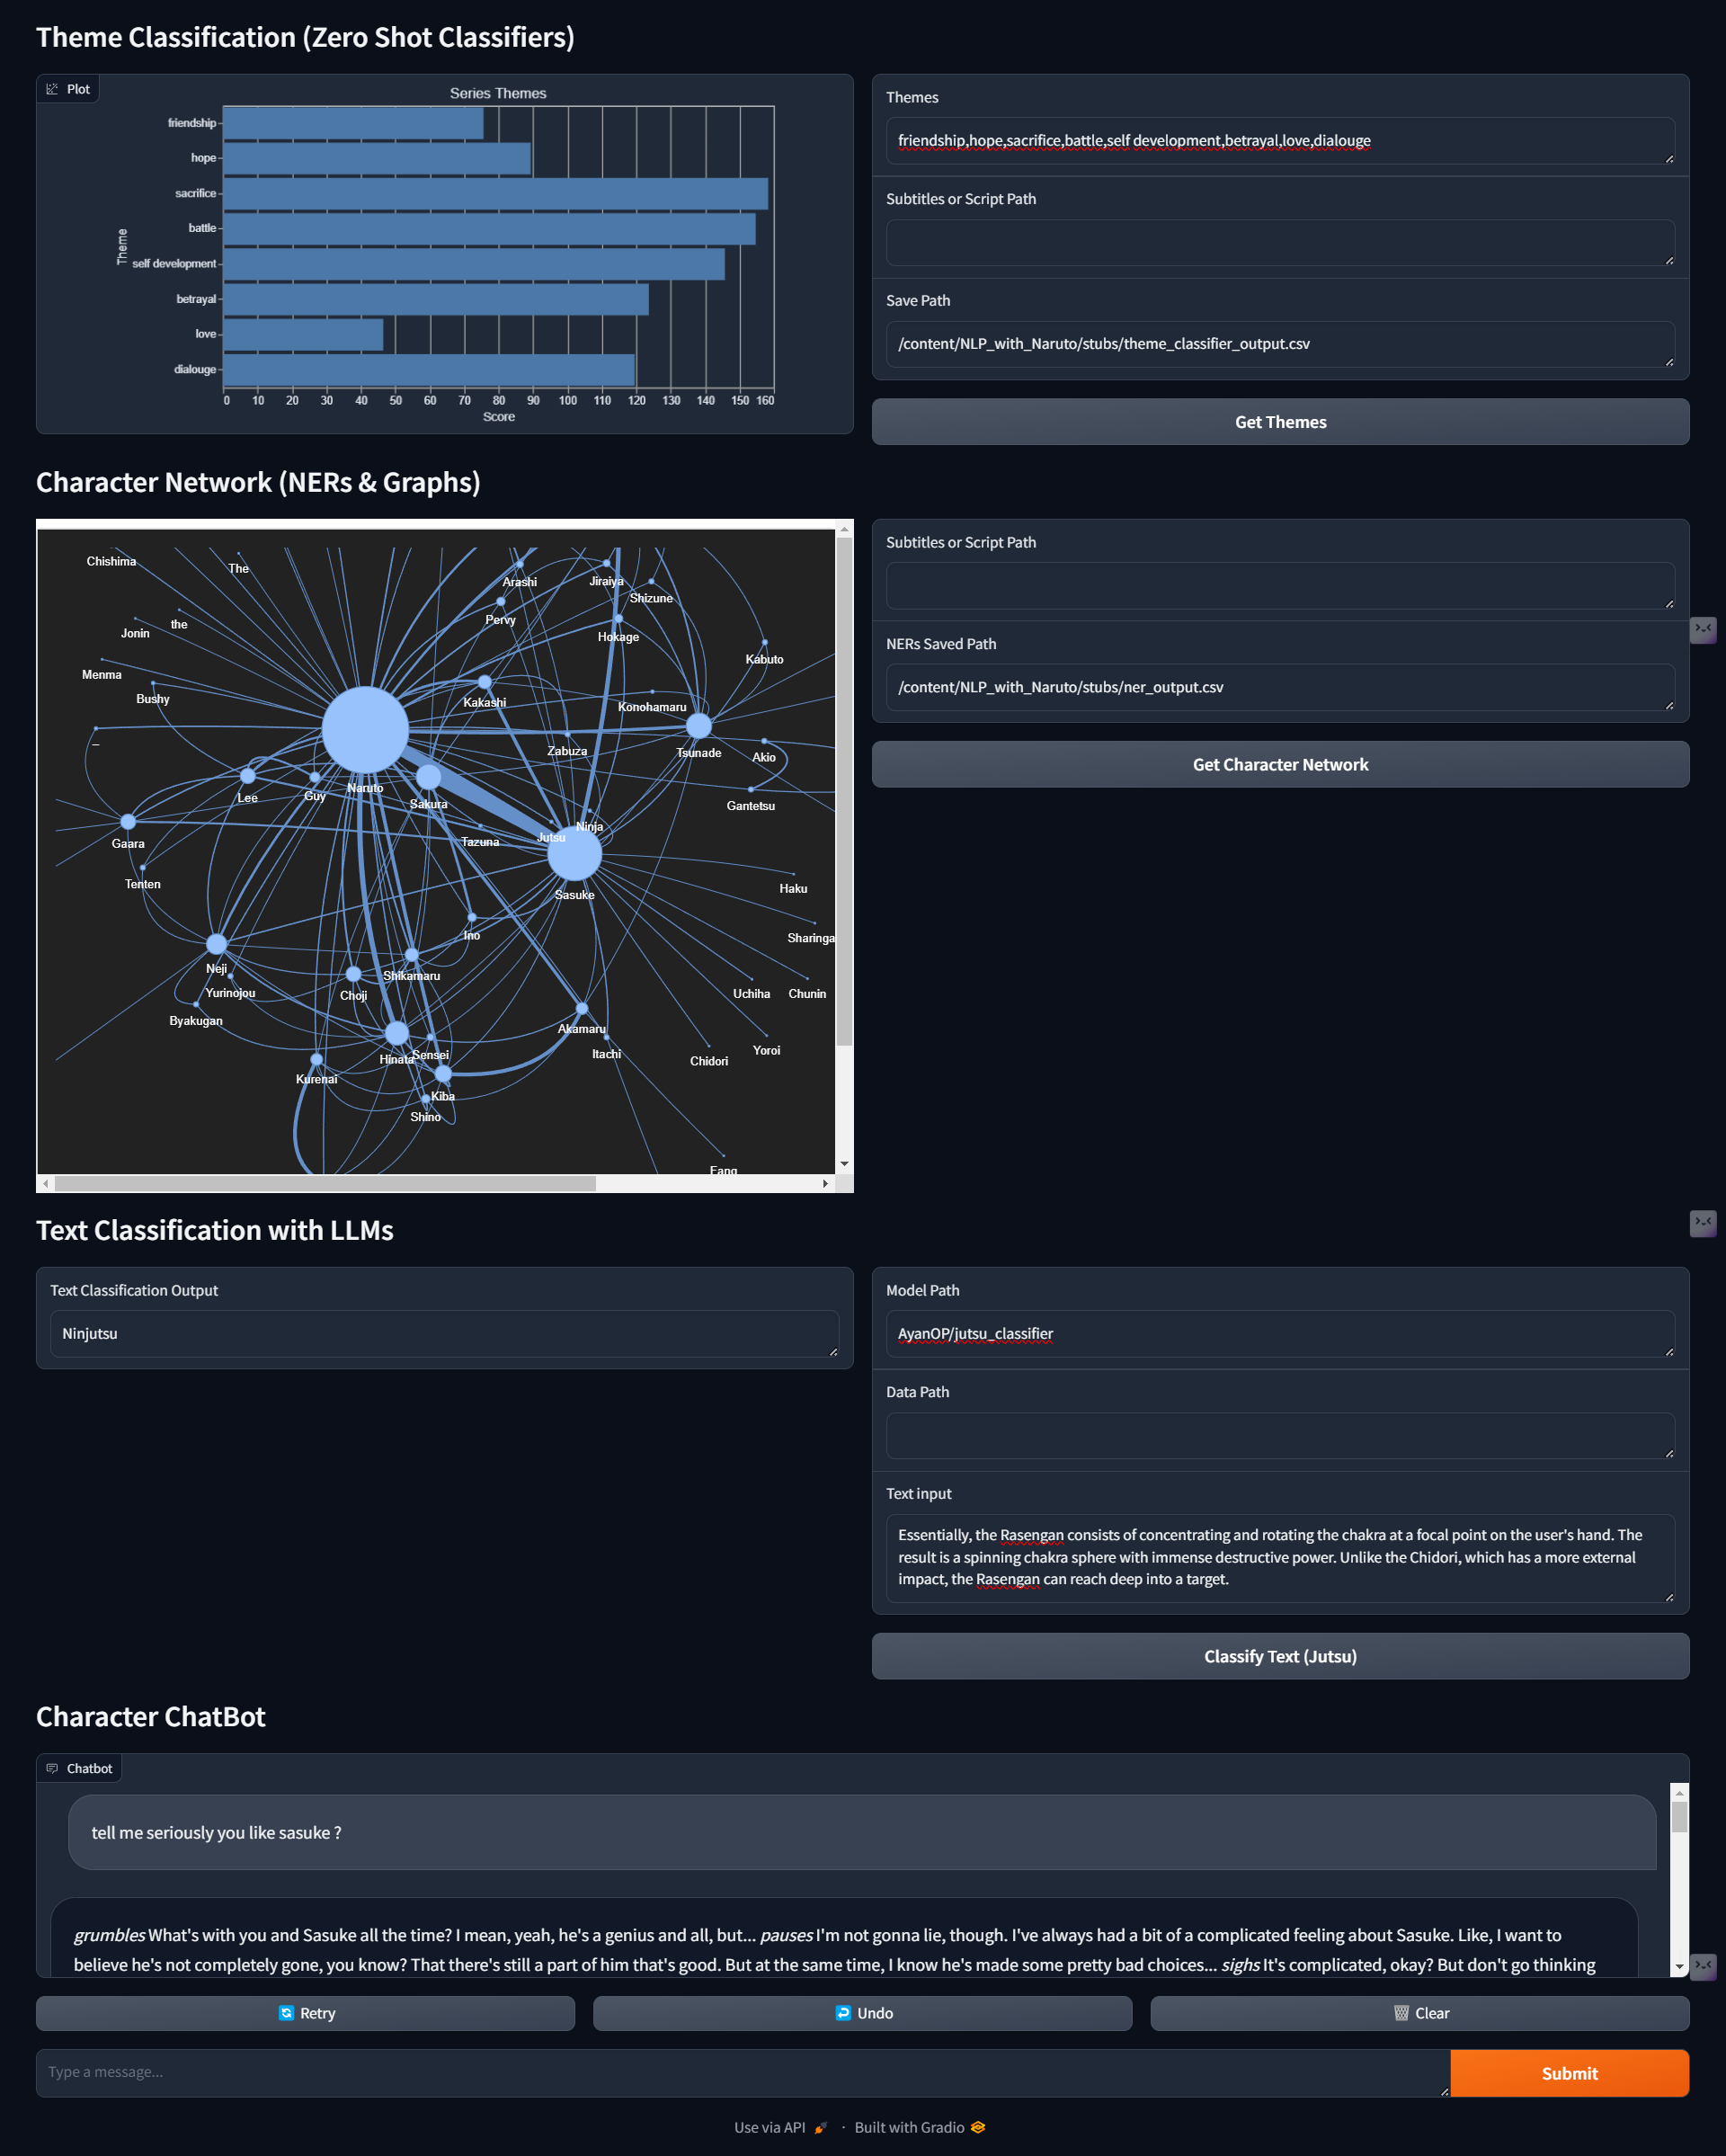 Theme Classification (Zero Shot Classifiers)
Plot
Series Themes
Theme
friendship
hope
sacrifice
battle
self development
betrayal
love
dialouge
0 10 20 30 40 50 60 70 80 90 100 110 120 130 140 150 160
Score
Themes
friendship,hope,sacrifice,battle,self development,betrayal,love,dialouge
Subtitles or Script Path
Save Path
/content/NLP_with_Naruto/stubs/theme_classifier_output.csv
Get Themes
Character Network (NERs & Graphs)
Chishima
The
Arashi
Jiraiya
Shizune
Jonin
the
Pervy
Hokage
Menma
Kabuto
Bushy
Kakashi
Konohamaru
_
Zabuza
Tsunade
Akio
Lee
Guy
Naruto
Sakura
Gantetsu
Gaara
Tazuna
Jutsu
Ninja
Tenten
Sasuke
Haku
Ino
Sharinga
Neji
Shikamaru
Yurinojou
Choji
Uchiha
Chunin
Byakugan
Akamaru
Hinata
Sensei
Itachi
Chidori
Yoroi
Kurenai
Kiba
Shino
Fang
Subtitles or Script Path
NERs Saved Path
/content/NLP_with_Naruto/stubs/ner_output.csv
Get Character Network
Text Classification with LLMs
Text Classification Output
Ninjutsu
Model Path
AyanOP/jutsu_classifier
Data Path
Text input
Essentially, the Rasengan consists of concentrating and rotating the chakra at a focal point on the user's hand. The
result is a spinning chakra sphere with immense destructive power. Unlike the Chidori, which has a more external
impact, the Rasengan can reach deep into a target.
Classify Text (Jutsu)
Character ChatBot
Chatbot
tell me seriously you like sasuke ?
grumbles What's with you and Sasuke all the time? I mean, yeah, he's a genius and all, but... pauses I'm not gonna lie, though. I've always had a bit of a complicated feeling about Sasuke. Like, I want to
believe he's not completely gone, you know? That there's still a part of him that's good. But at the same time, I know he's made some pretty bad choices... sighs It's complicated, okay? But don't go thinking
Retry
Undo
Clear
Type a message...
Submit
Use via API · Built with Gradio